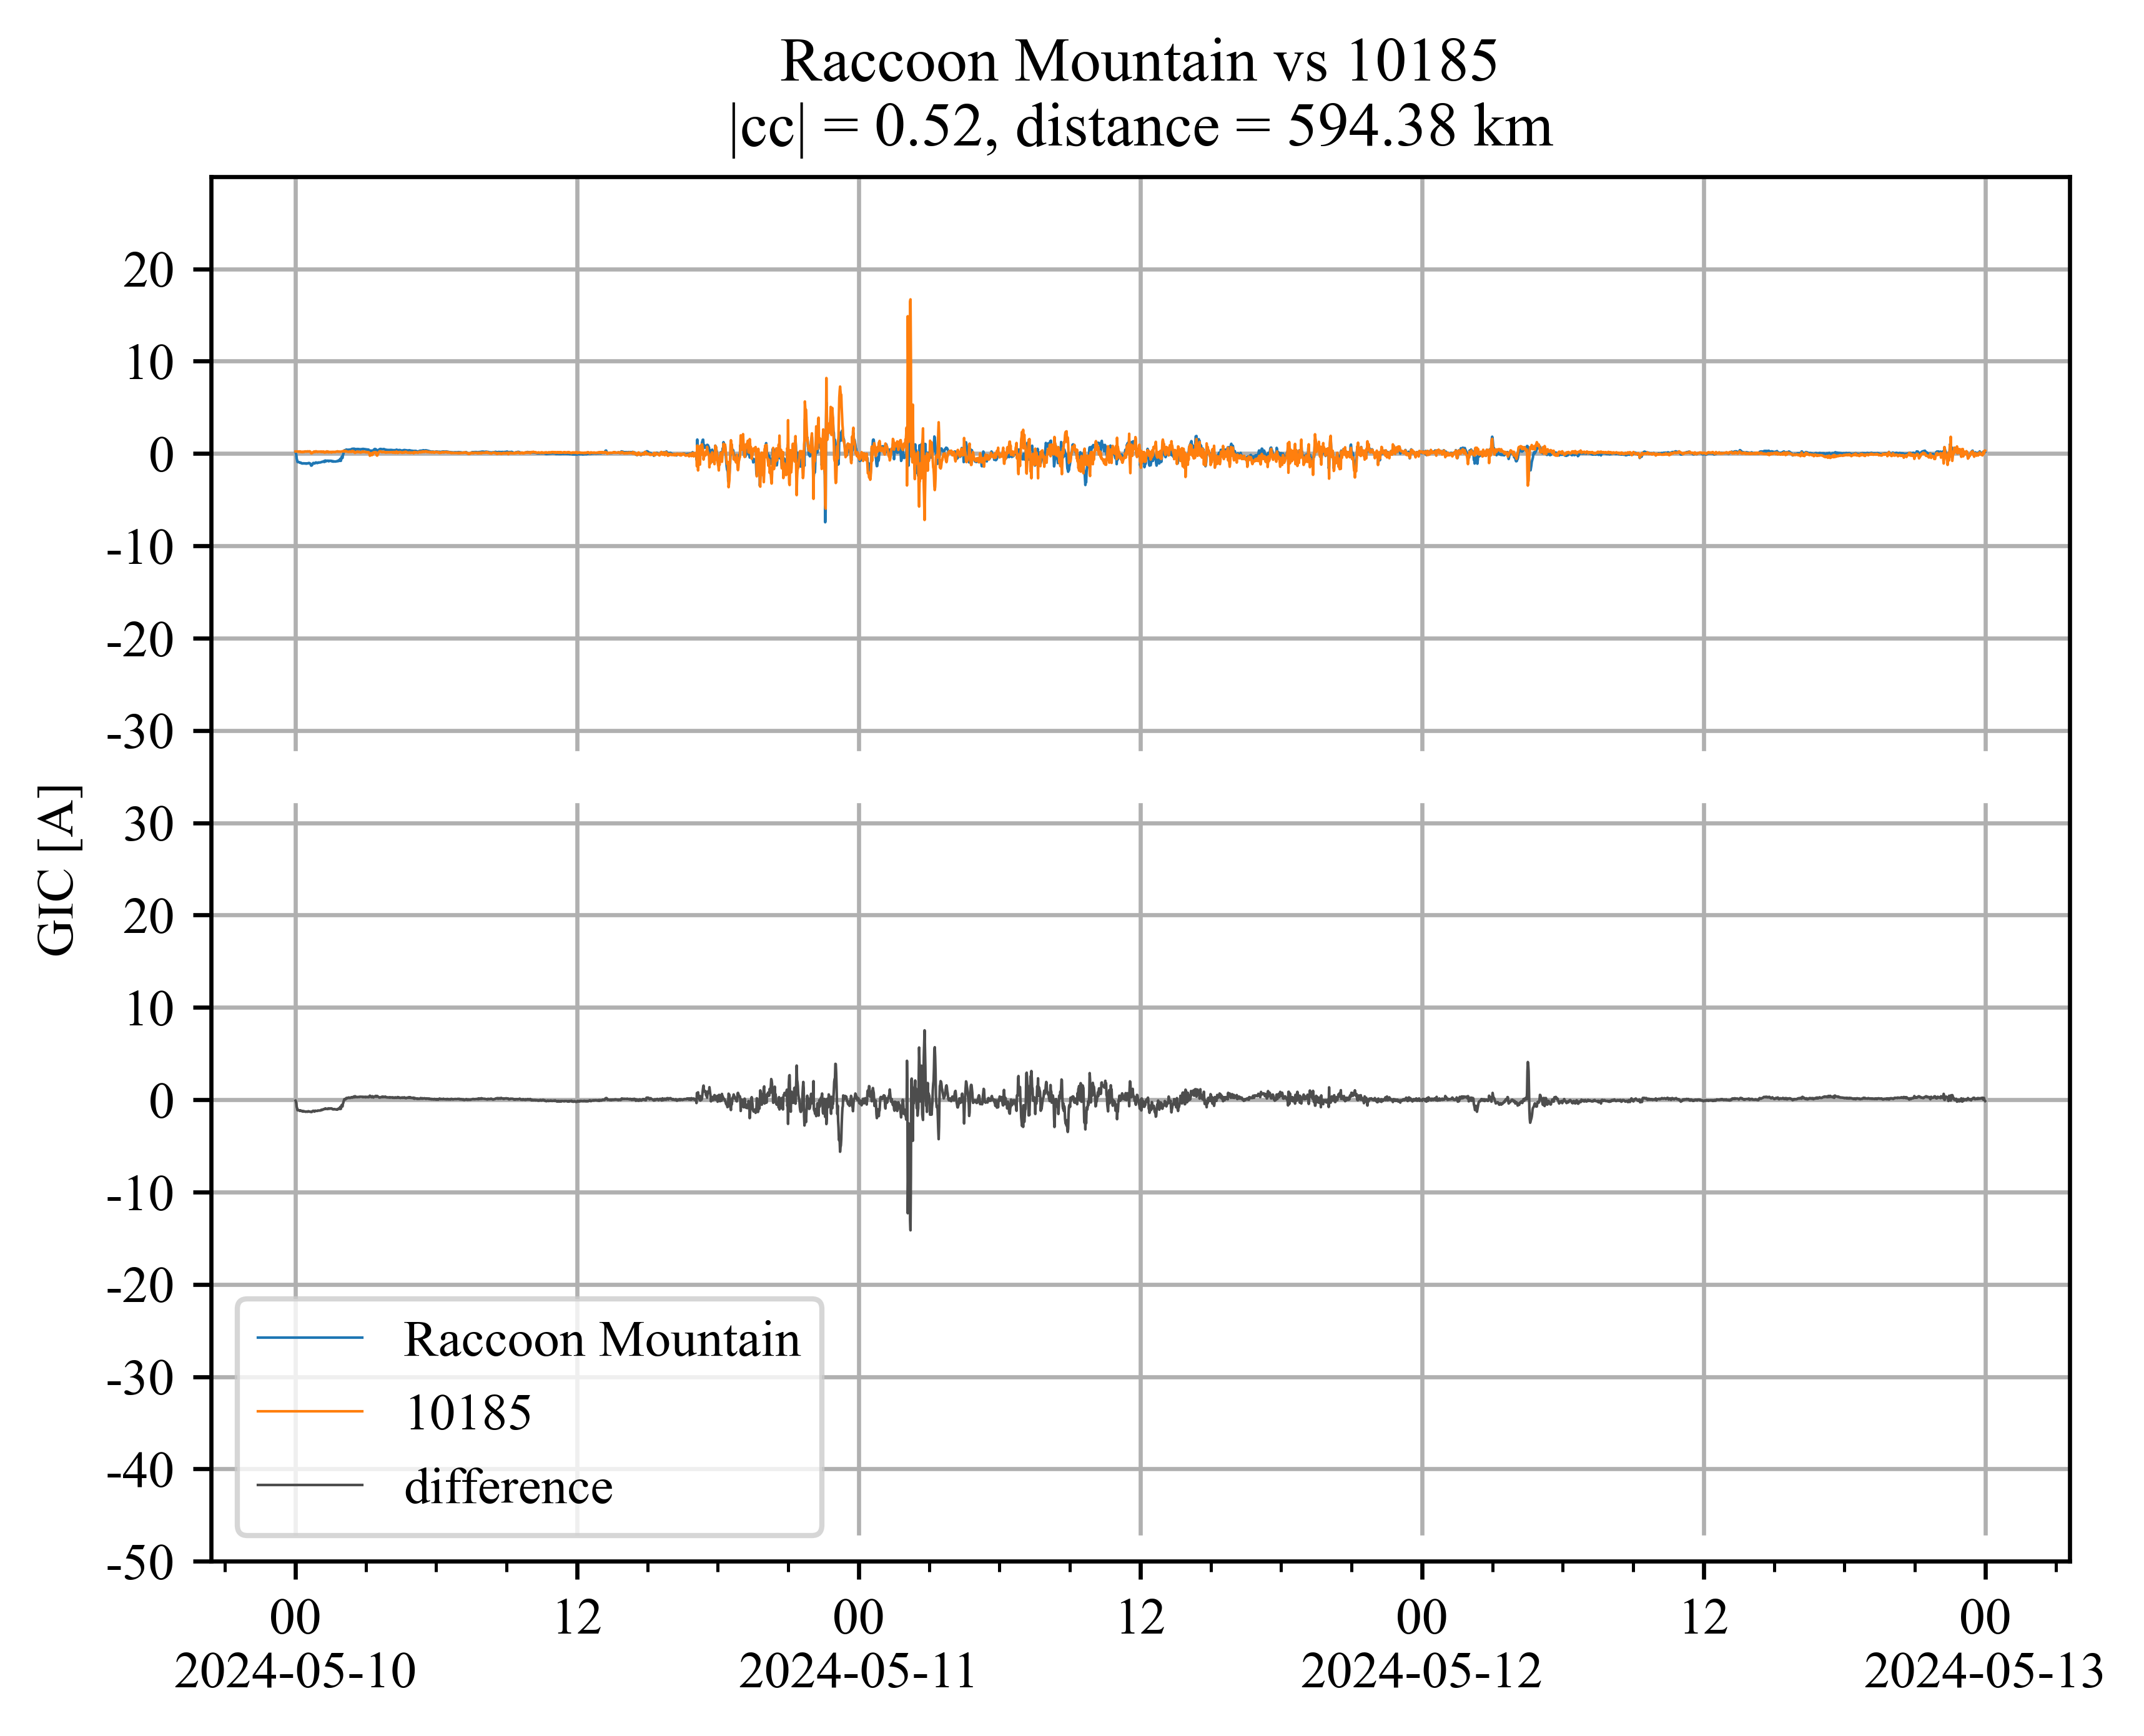 Raccoon Mountain vs 10185
|cc| = 0.52, distance = 594.38 km
GIC [A]
20
10
0
-10
-20
-30
30
20
10
0
-10
-20
-30
-40
-50
Raccoon Mountain
10185
difference
00 12 00 12 00 12 00
2024-05-10 2024-05-11 2024-05-12 2024-05-13